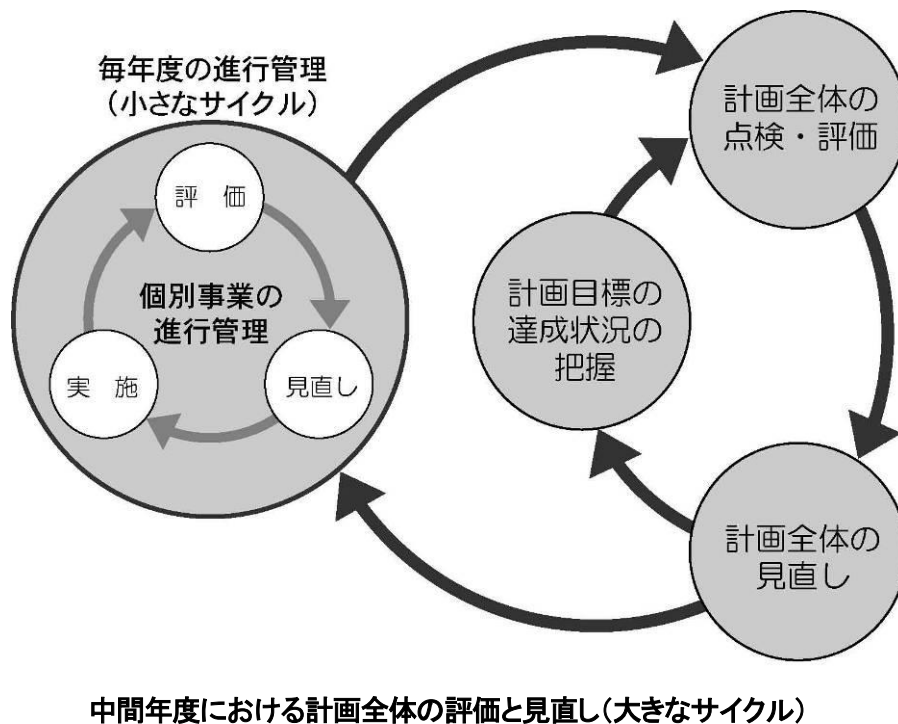 毎年度の進行管理
（小さなサイクル）
評　価
個別事業の
進行管理
実　施
見直し
計画全体の
点検・評価
計画目標の
達成状況の
把握
計画全体の
見直し
中間年度における計画全体の評価と見直し（大きなサイクル）